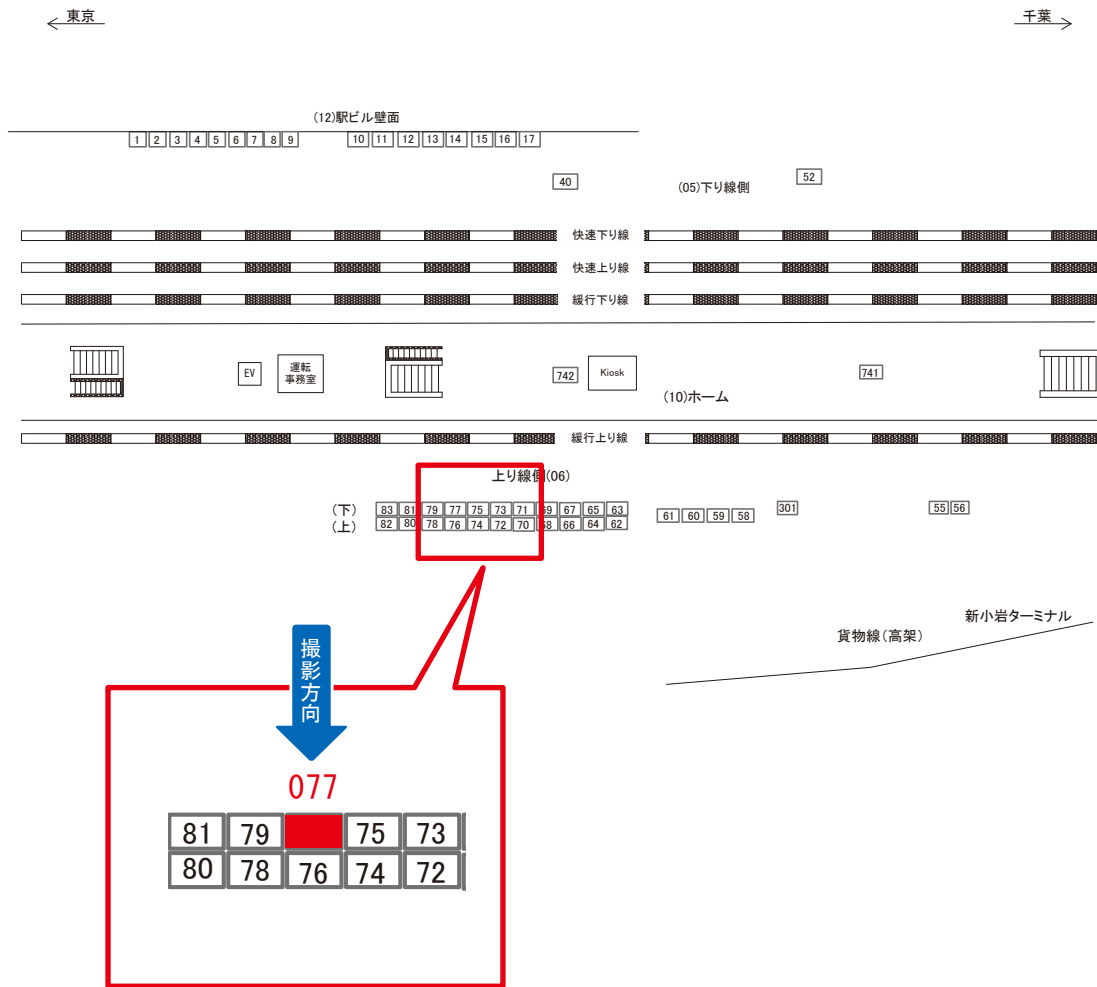 東京
千葉
(12)駅ビル壁面
1 2 3 4 5 6 7 8 9 10 11 12 13 14 15 16 17
40
(05)下り線側
52
快速下り線
快速上り線
緩行下り線
EV
運転
事務室
742
Kiosk
741
(10)ホーム
緩行上り線
上り線側(06)
(下) 83 81 79 77 75 73 71 69 67 65 63
(上) 82 80 78 76 74 72 70 68 66 64 62
61 60 59 58
301
55 56
新小岩ターミナル
貨物線(高架)
撮影方向
077
81 79 75 73
80 78 76 74 72